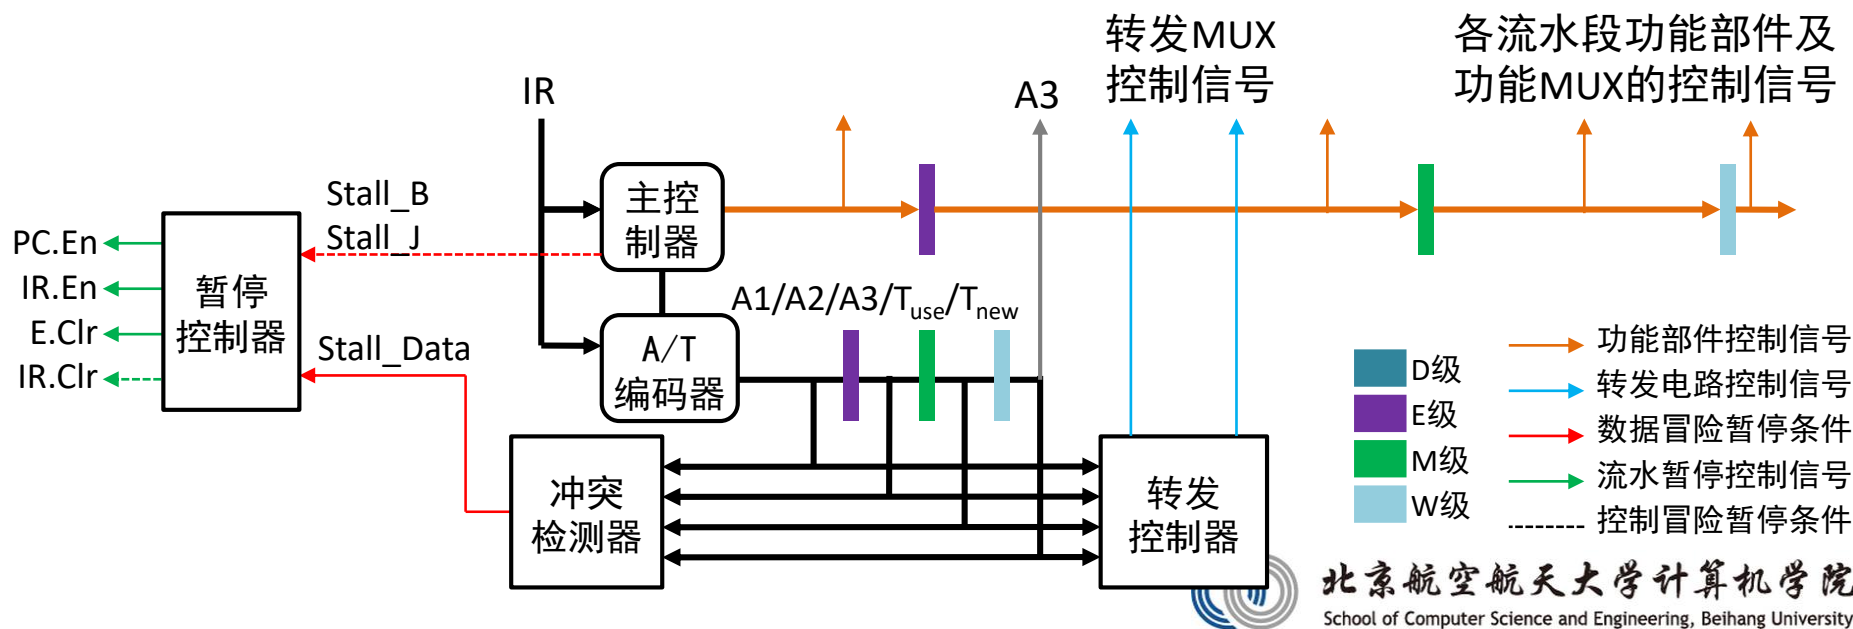 转发MUX
控制信号
各流水段功能部件及
功能MUX的控制信号
IR
A3
Stall_B
Stall_J
主控
制器
PC.En
IR.En
E.Clr
IR.Clr
暂停
控制器
A1/A2/A3/Tuse/Tnew
Stall_Data
A/T
编码器
D级
E级
M级
W级
功能部件控制信号
转发电路控制信号
数据冒险暂停条件
流水暂停控制信号
控制冒险暂停条件
冲突
检测器
转发
控制器
北京航空航天大学计算机学院
School of Computer Science and Engineering, Beihang University